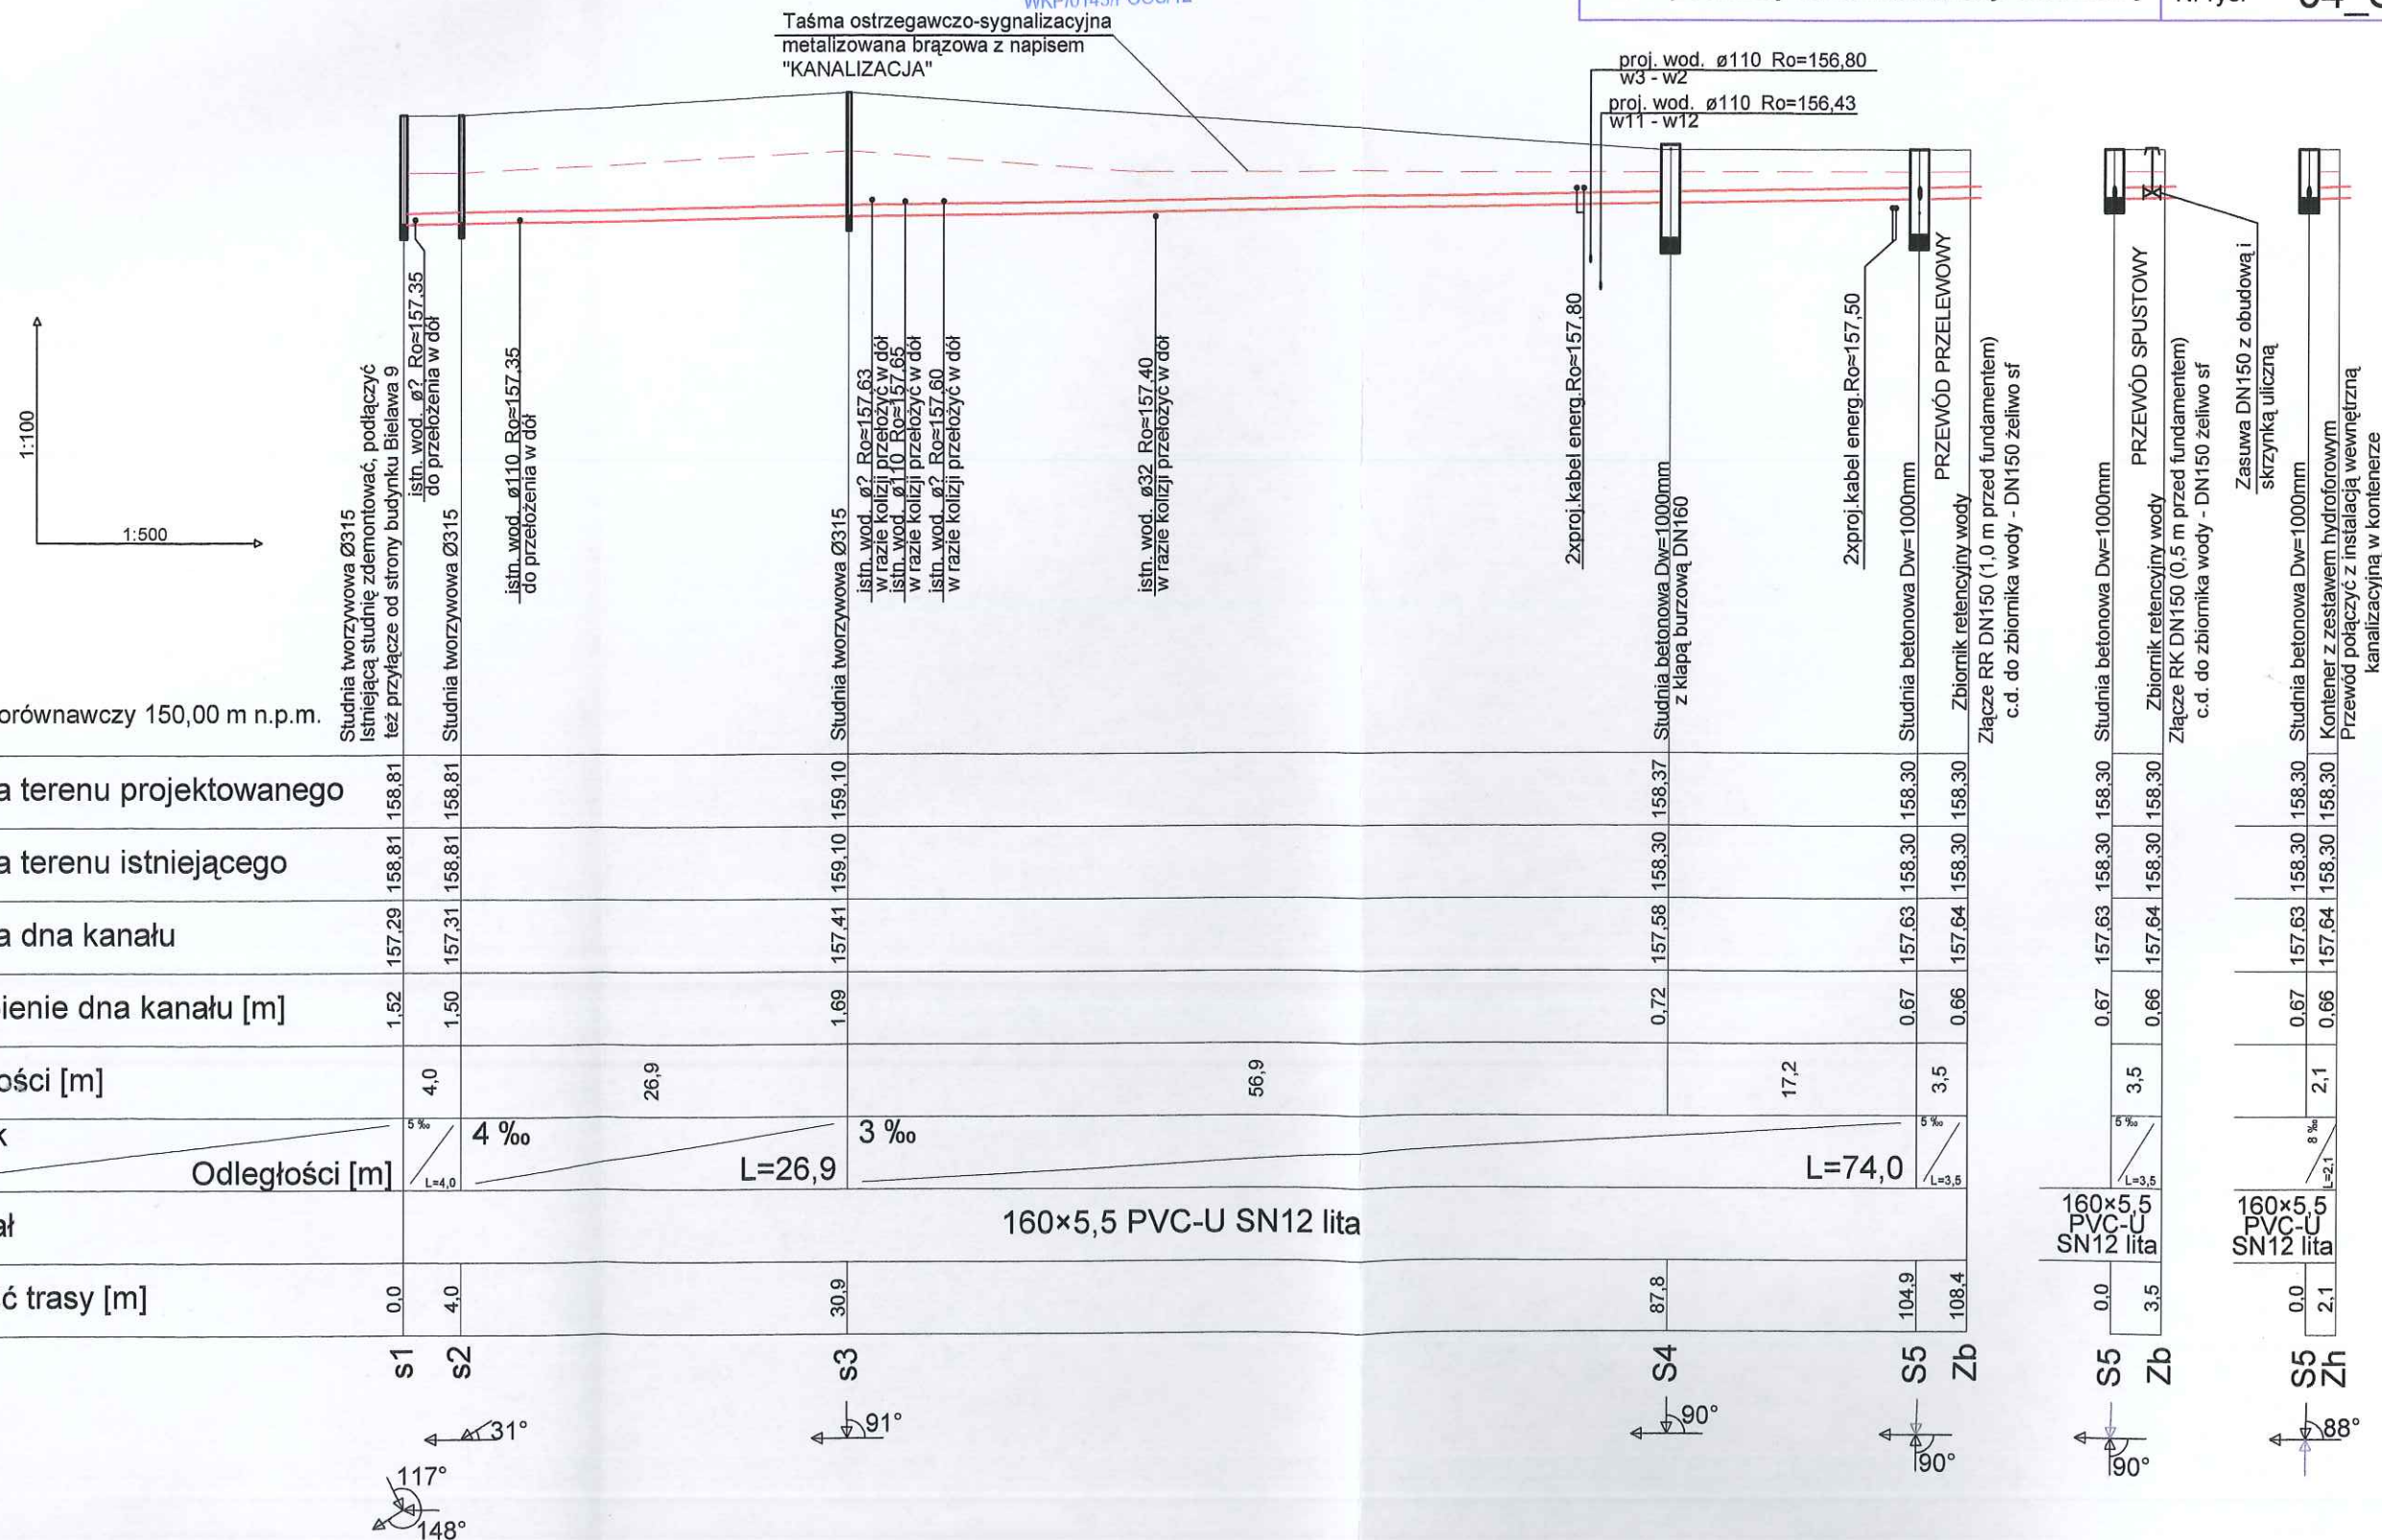 Taśma ostrzegawczo-sygnalizacyjna
metalizowana brązowa z napisem
"KANALIZACJA"
proj. wod. ø110 Ro=156,80
w3 - w2
proj. wod. ø110 Ro=156,43
w11 - w12
1:100
1:500
Studnia tworzywowa Ø315
Istniejącą studnię zdemontować, podłączyć
też przyłącze od strony budynku Bielawa 9
istn. wod. ø? Ro≈157,35
do przełożenia w dół
Studnia tworzywowa Ø315
istn. wod. ø110 Ro≈157,35
do przełożenia w dół
Studnia tworzywowa Ø315
istn. wod. ø? Ro≈157,63
w razie kolizji przełożyć w dół
istn. wod. ø110 Ro≈157,65
w razie kolizji przełożyć w dół
istn. wod. ø? Ro≈157,60
w razie kolizji przełożyć w dół
istn. wod. ø32 Ro≈157,40
w razie kolizji przełożyć w dół
2xproj.kabel energ.Ro≈157,80
Studnia betonowa Dw=1000mm
z klapą burzową DN160
2xproj.kabel energ.Ro≈157,50
Studnia betonowa Dw=1000mm
PRZEWÓD PRZELEWOWY
Zbiornik retencyjny wody
Złącze RR DN150 (1,0 m przed fundamentem)
c.d. do zbiornika wody - DN150 żeliwo sf
Studnia betonowa Dw=1000mm
PRZEWÓD SPUSTOWY
Zbiornik retencyjny wody
Złącze RK DN150 (0,5 m przed fundamentem)
c.d. do zbiornika wody - DN150 żeliwo sf
Zasuwa DN150 z obudową i
skrzynką uliczną
Studnia betonowa Dw=1000mm
Kontener z zestawem hydroforowym
Przewód połączyć z instalacją wewnętrzną
kanalizacyjną w kontenerze
orównawczy 150,00 m n.p.m.
a terenu projektowanego 158,81 158,81 159,10 158,37 158,30 158,30 158,30 158,30 158,30 158,30
a terenu istniejącego 158,81 158,81 159,10 158,30 158,30 158,30 158,30 158,30 158,30 158,30
a dna kanału 157,29 157,31 157,41 157,58 157,63 157,64 157,63 157,64 157,63 157,64
ienie dna kanału [m] 1,52 1,50 1,69 0,72 0,67 0,66 0,67 0,66 0,67 0,66
ości [m] 4,0 26,9 56,9 17,2 3,5 3,5 2,1
k 5 ‰ 4 ‰ 3 ‰ 5 ‰ 5 ‰ 8 ‰
Odległości [m] L=4,0 L=26,9 L=74,0 L=3,5 L=3,5 L=2,1
ał 160×5,5 PVC-U SN12 lita
160×5,5
PVC-U
SN12 lita
160×5,5
PVC-U
SN12 lita
ć trasy [m] 0,0 4,0 30,9 87,8 104,9 108,4 0,0 3,5 0,0 2,1
s1 s2 s3 S4 S5 Zb S5 Zb S5 Zh
31° 91° 90° 90° 90° 88°
117°
148°